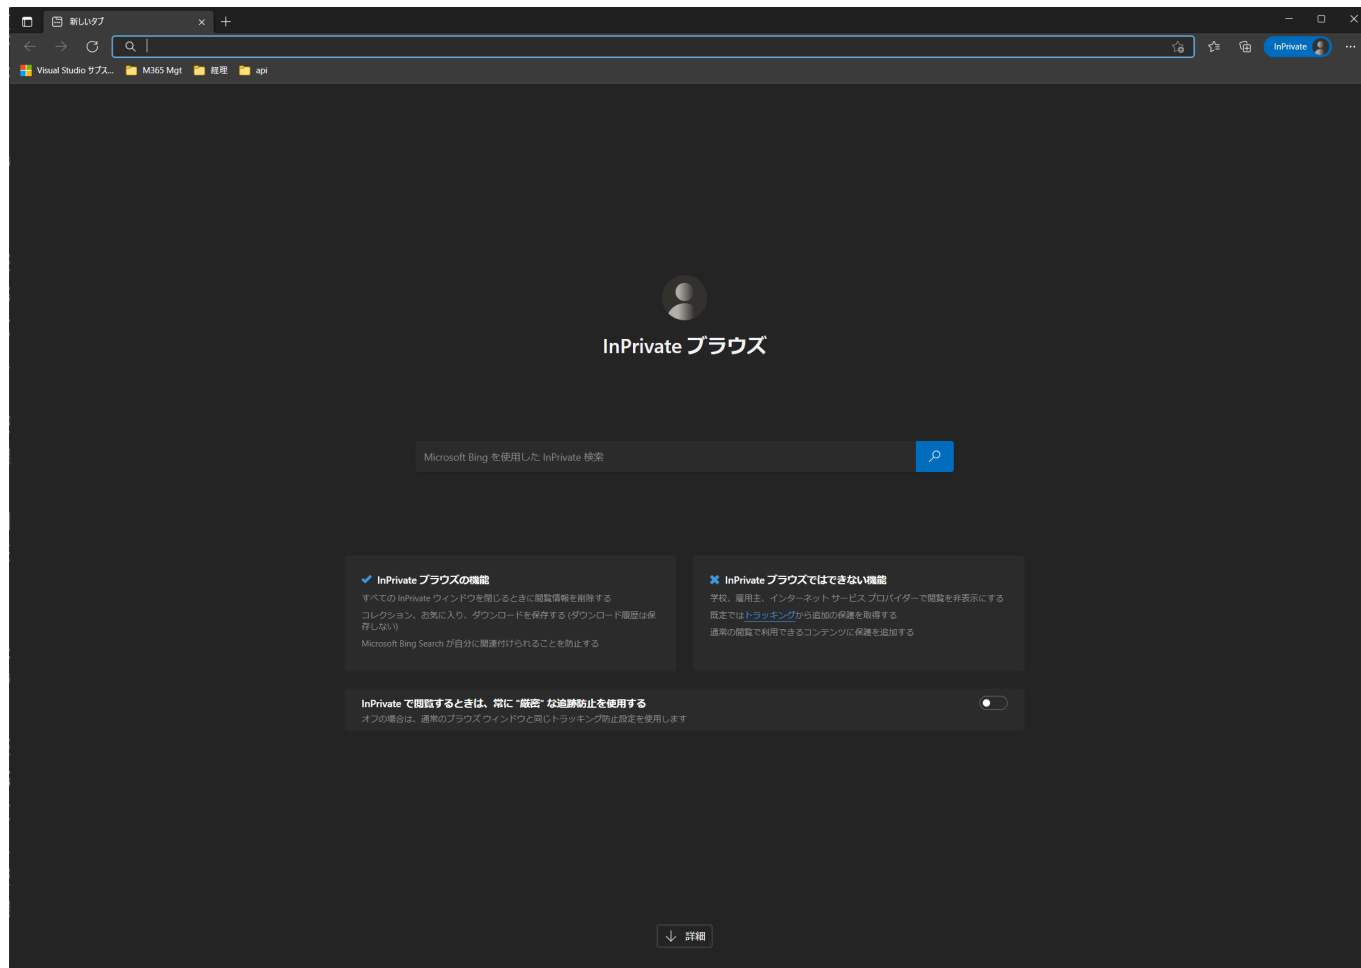 新しいタブ
InPrivate
Visual Studio サブス... M365 Mgt 経理 api
InPrivate ブラウズ
Microsoft Bing を使用した InPrivate 検索
InPrivate ブラウズの機能
すべての InPrivate ウィンドウを閉じるときに閲覧情報を削除する
コレクション、お気に入り、ダウンロードを保存する (ダウンロード履歴は保
存しない)
Microsoft Bing Search が自分に関連付けられることを防止する
InPrivate ブラウズではできない機能
学校、雇用主、インターネット サービス プロバイダーで閲覧を非表示にする
既定ではトラッキングから追加の保護を取得する
通常の閲覧で利用できるコンテンツに保護を追加する
InPrivate で閲覧するときは、常に "厳密" な追跡防止を使用する
オフの場合は、通常のブラウズ ウィンドウと同じトラッキング防止設定を使用します
詳細